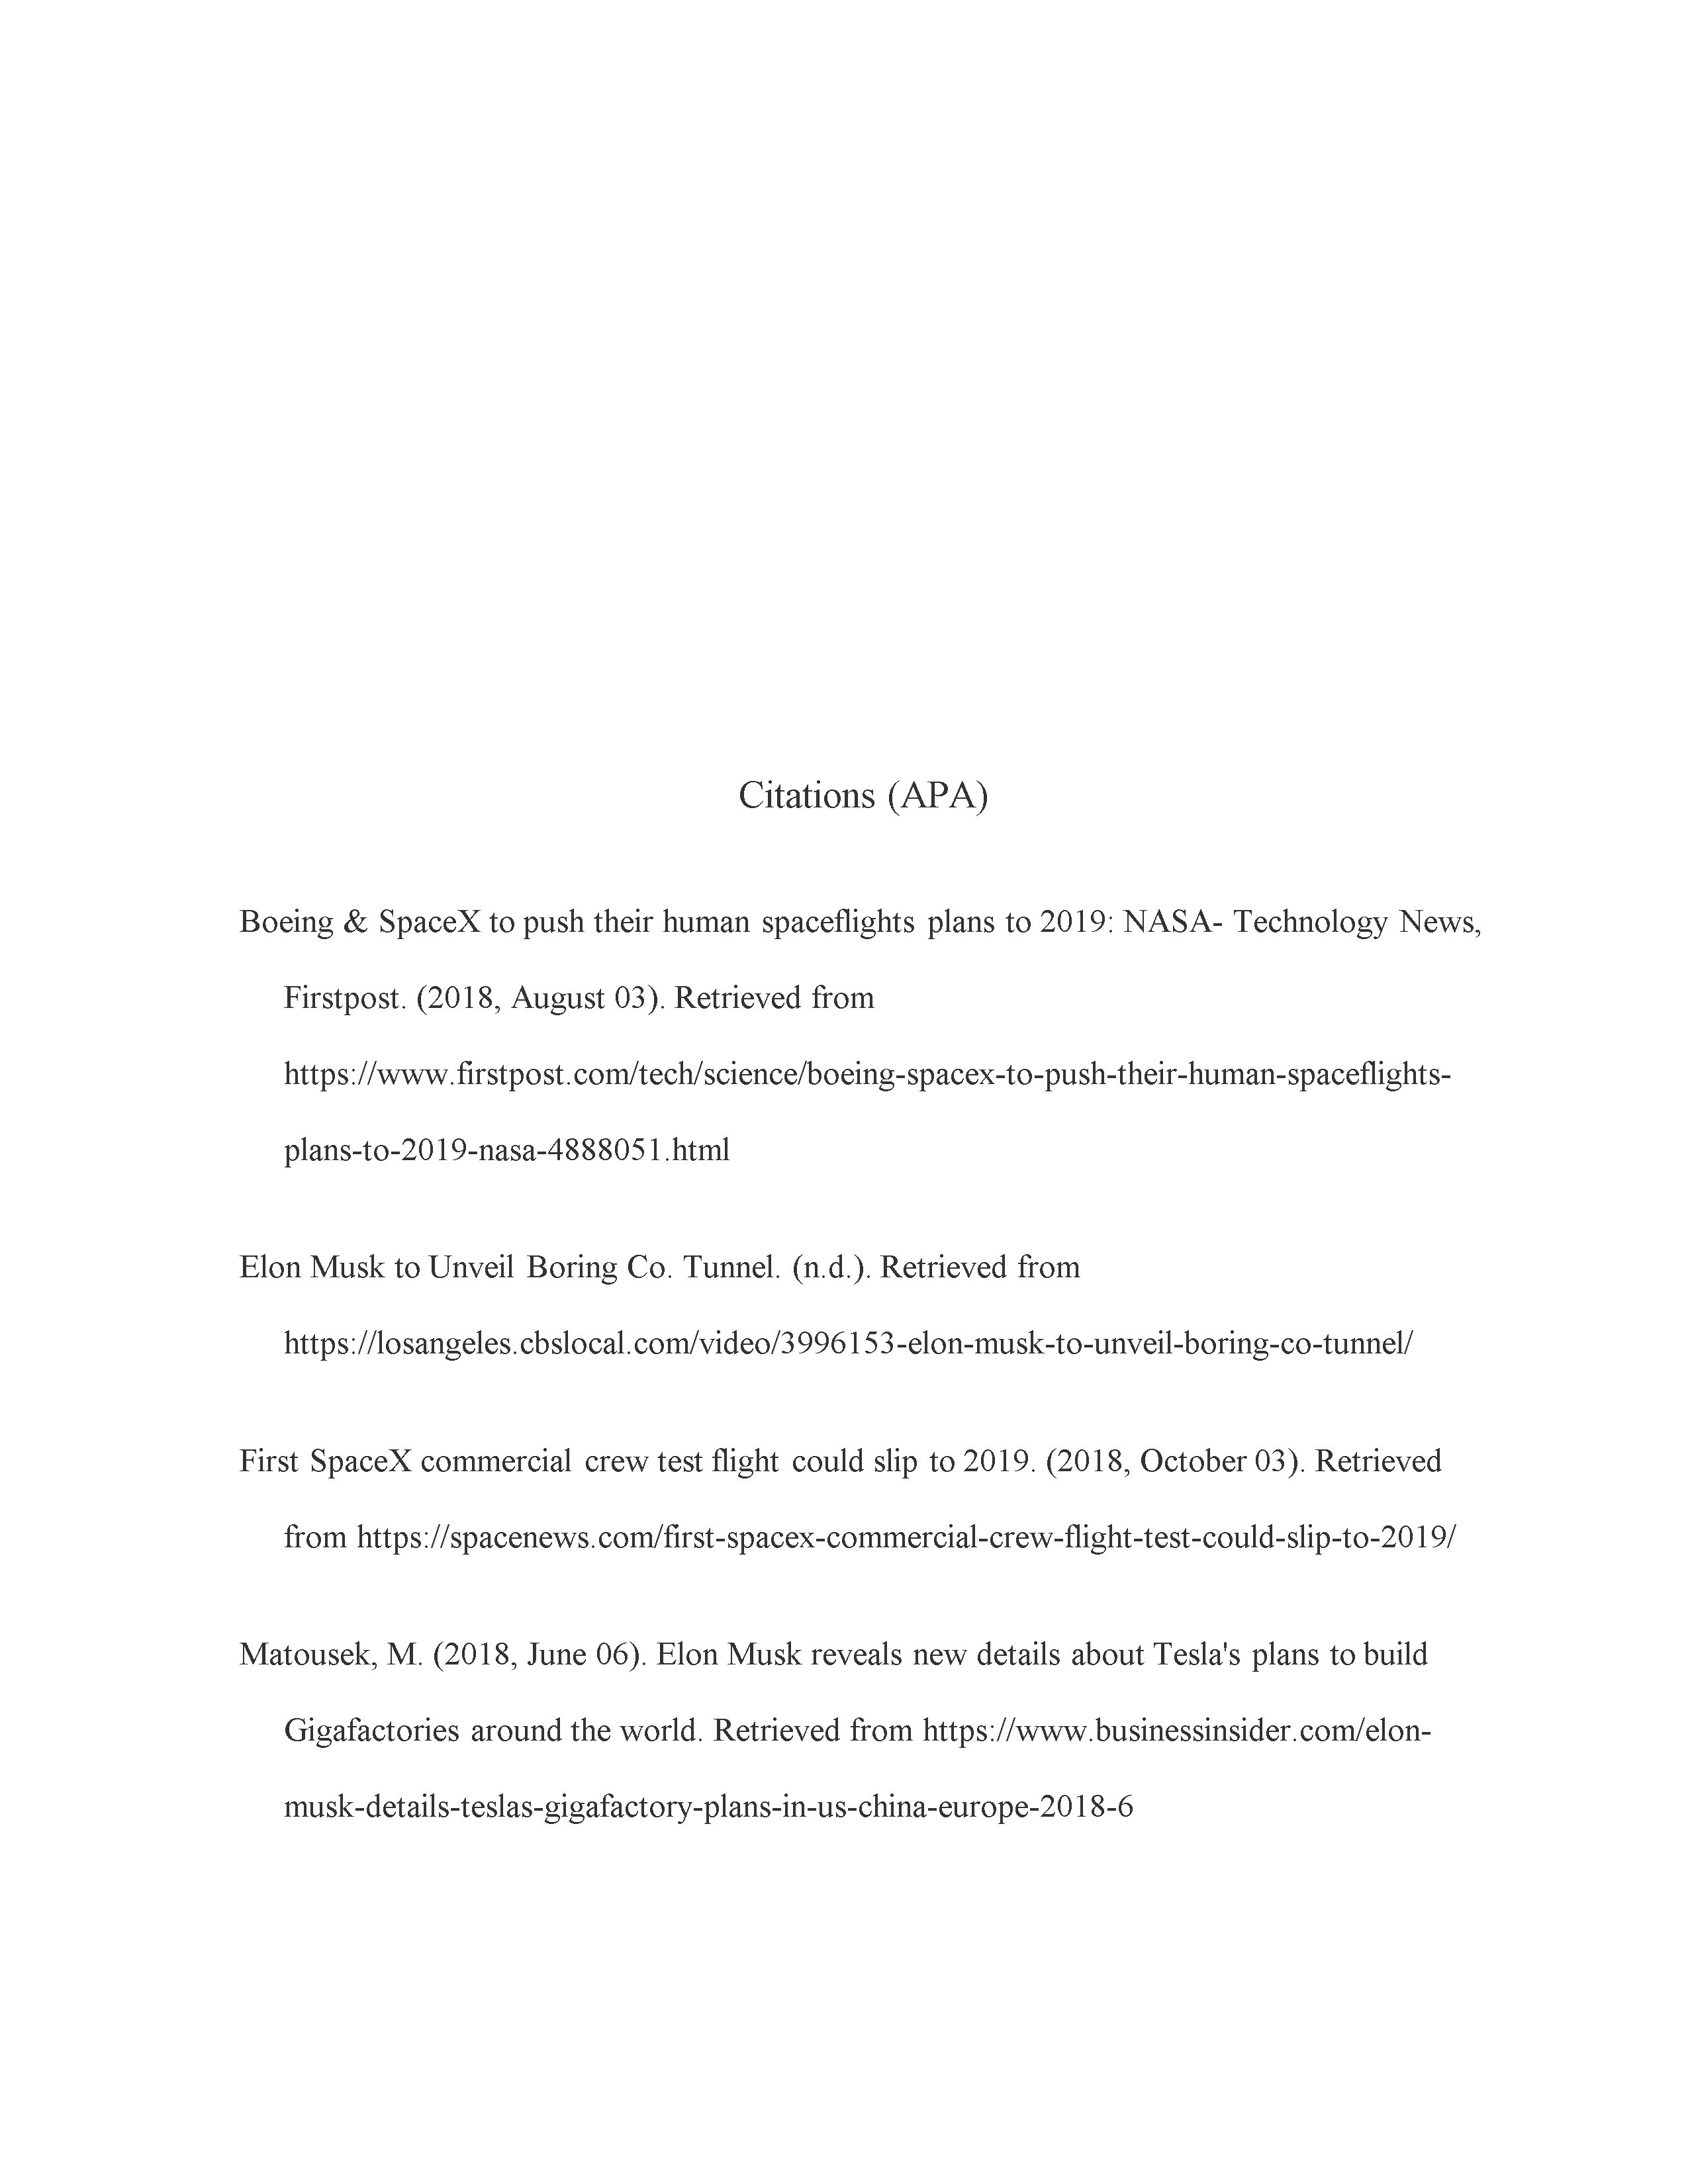 Citations (APA)
Boeing & SpaceX to push their human spaceflights plans to 2019: NASA- Technology News,
Firstpost. (2018, August 03). Retrieved from
https://www.firstpost.com/tech/science/boeing-spacex-to-push-their-human-spaceflights-
plans-to-2019-nasa-4888051.html
Elon Musk to Unveil Boring Co. Tunnel. (n.d.). Retrieved from
https://losangeles.cbslocal.com/video/3996153-elon-musk-to-unveil-boring-co-tunnel/
First SpaceX commercial crew test flight could slip to 2019. (2018, October 03). Retrieved
from https://spacenews.com/first-spacex-commercial-crew-flight-test-could-slip-to-2019/
Matousek, M. (2018, June 06). Elon Musk reveals new details about Tesla's plans to build
Gigafactories around the world. Retrieved from https://www.businessinsider.com/elon-
musk-details-teslas-gigafactory-plans-in-us-china-europe-2018-6